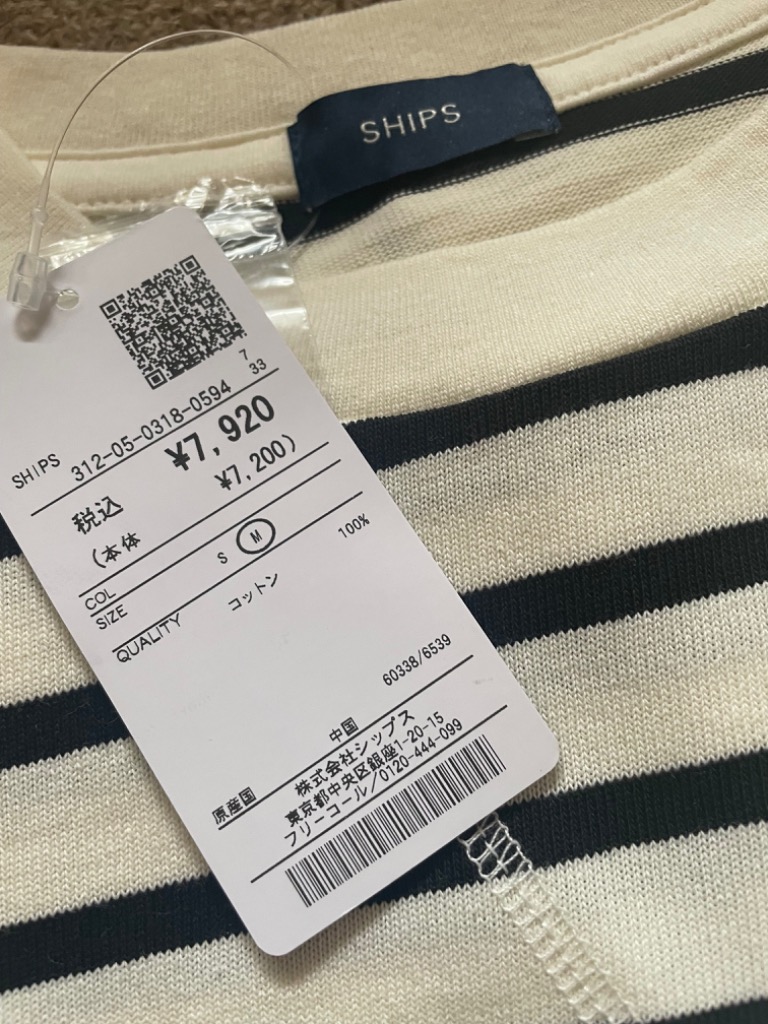 SHIPS
7
33
SHIPS 312-05-0318-0594
税込 ¥7,920
(本体 ¥7,200)
COL
SIZE S M
QUALITY コットン 100%
60338/6539
原産国 中国
株式会社シップス
東京都中央区銀座1-20-15
フリーコール/0120-444-099